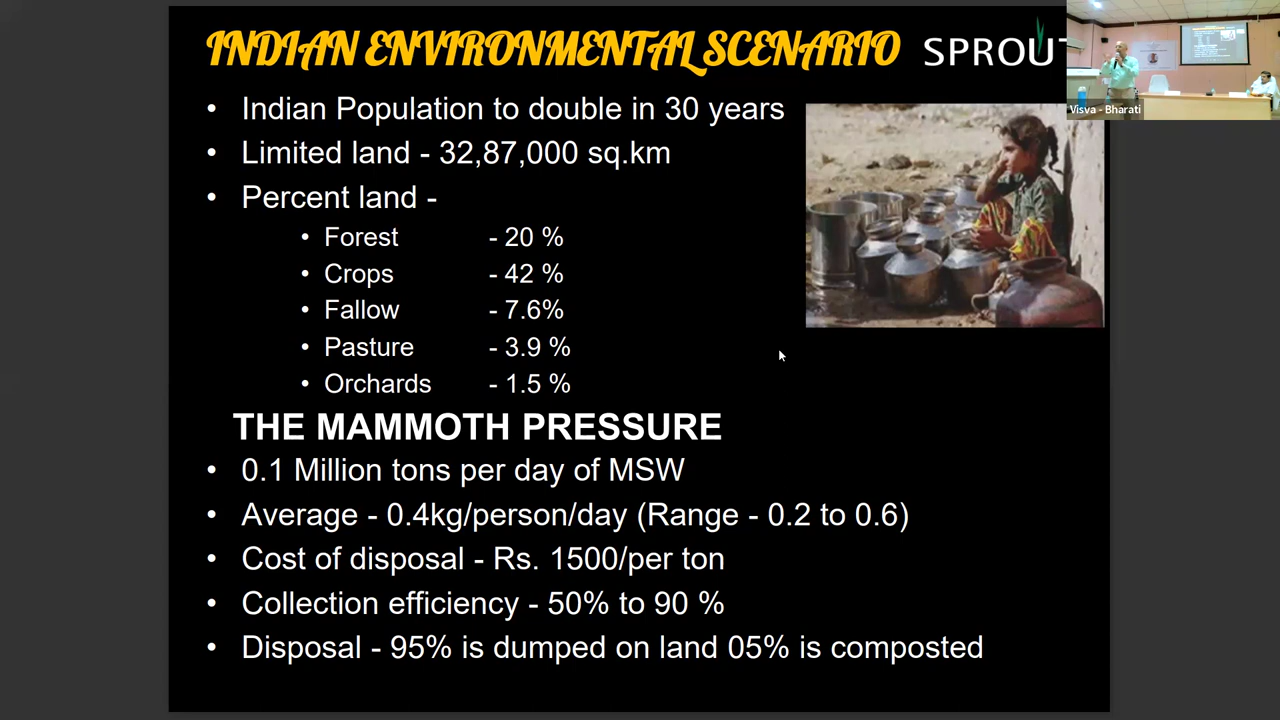 INDIAN ENVIRONMENTAL SCENARIO
SPROUT
• Indian Population to double in 30 years
• Limited land - 32,87,000 sq.km
• Percent land -
• Forest - 20 %
• Crops - 42 %
• Fallow - 7.6%
• Pasture - 3.9 %
• Orchards - 1.5 %
THE MAMMOTH PRESSURE
• 0.1 Million tons per day of MSW
• Average - 0.4kg/person/day (Range - 0.2 to 0.6)
• Cost of disposal - Rs. 1500/per ton
• Collection efficiency - 50% to 90 %
• Disposal - 95% is dumped on land 05% is composted
Visva - Bharati